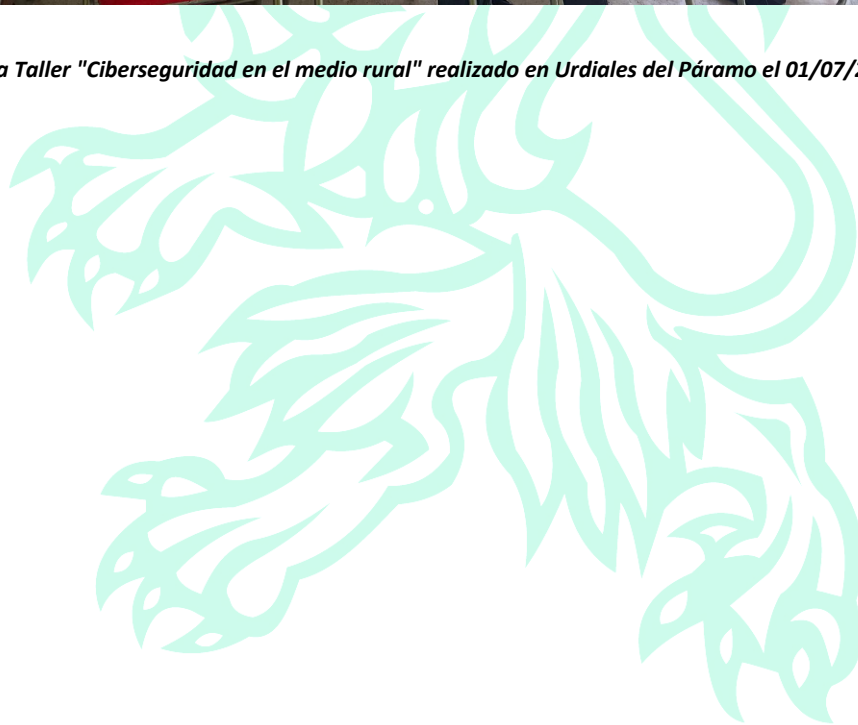 a Taller "Ciberseguridad en el medio rural" realizado en Urdiales del Páramo el 01/07/2